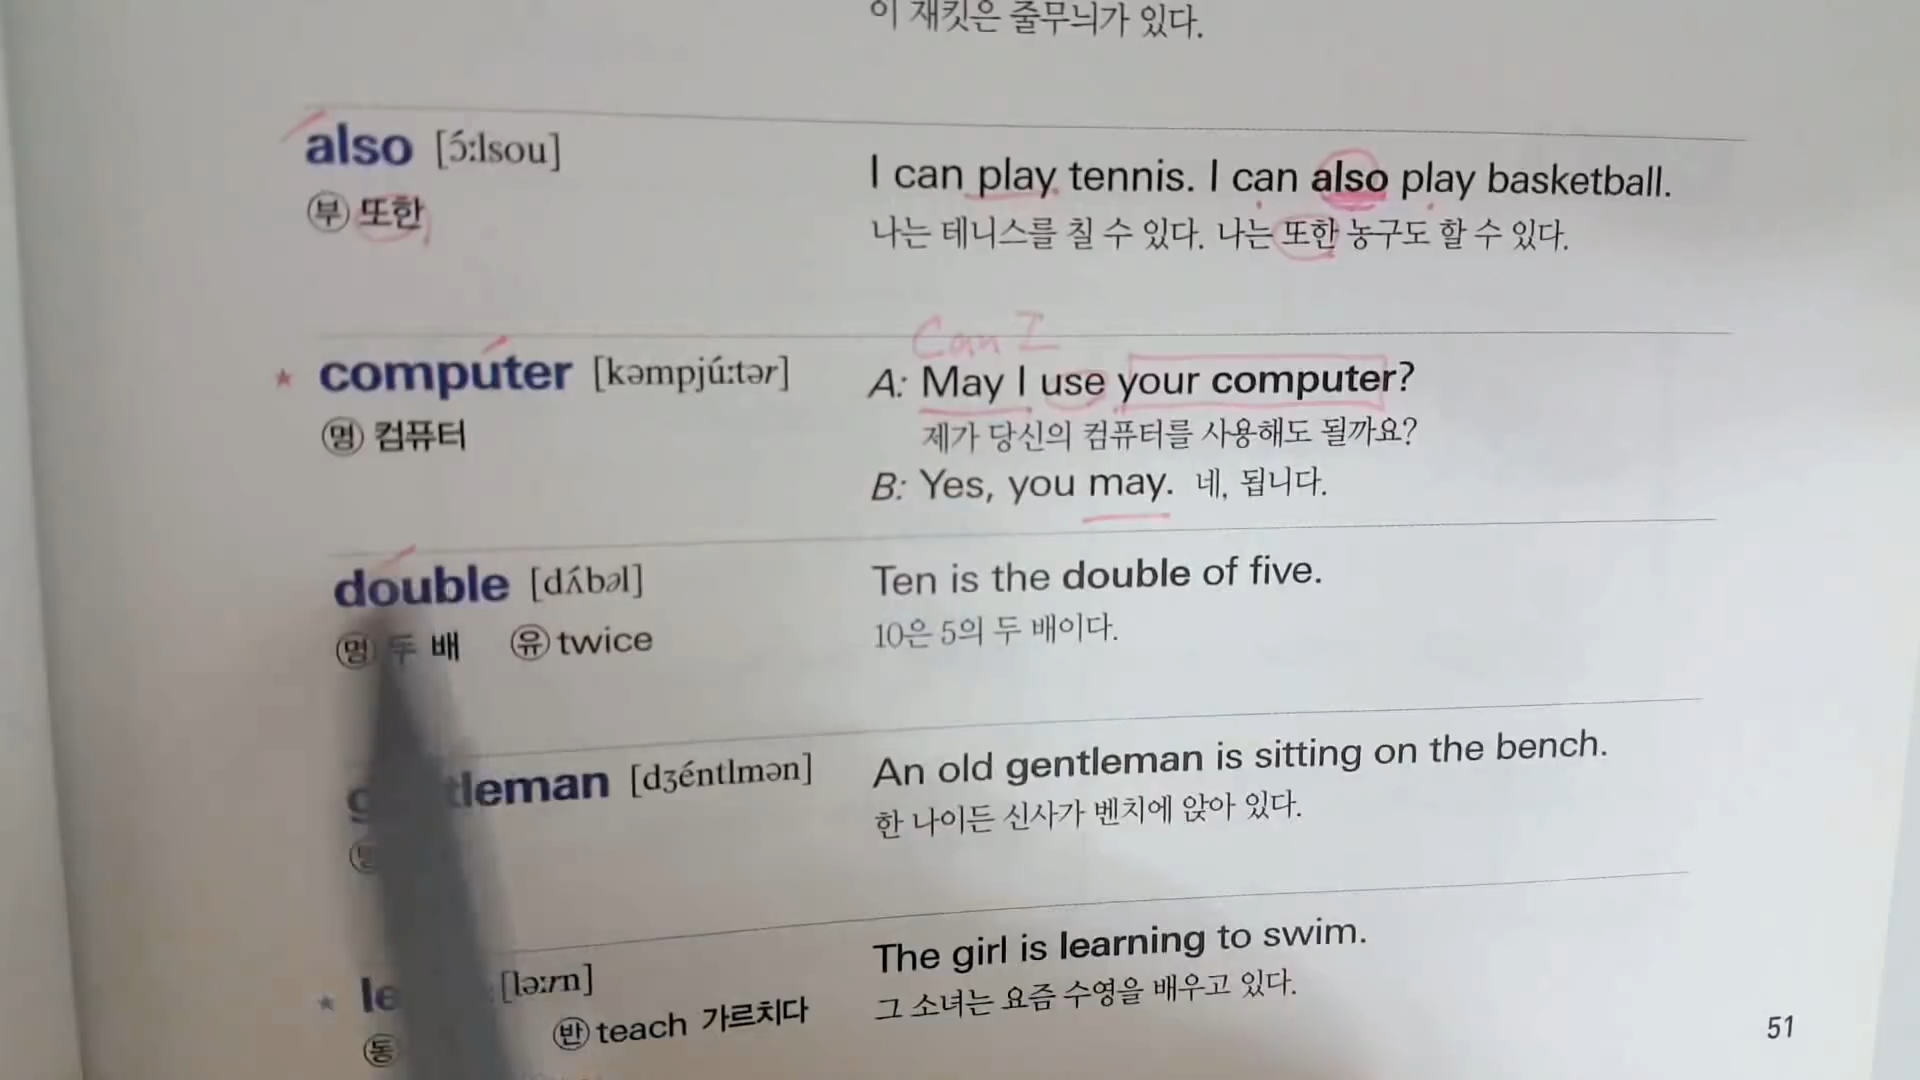 이 재킷은 줄무늬가 있다.
also [ɔ́ːlsou]
부 또한
I can play tennis. I can also play basketball.
나는 테니스를 칠 수 있다. 나는 또한 농구도 할 수 있다.
Can I
★ computer [kəmpjúːtər]
명 컴퓨터
A: May I use your computer?
제가 당신의 컴퓨터를 사용해도 될까요?
B: Yes, you may. 네, 됩니다.
double [dʌ́bəl]
명 두 배 유 twice
Ten is the double of five.
10은 5의 두 배이다.
[dʒéntlmən]
An old gentleman is sitting on the bench.
한 나이든 신사가 벤치에 앉아 있다.
★ [ləːrn]
동 반 teach 가르치다
The girl is learning to swim.
그 소녀는 요즘 수영을 배우고 있다.
51